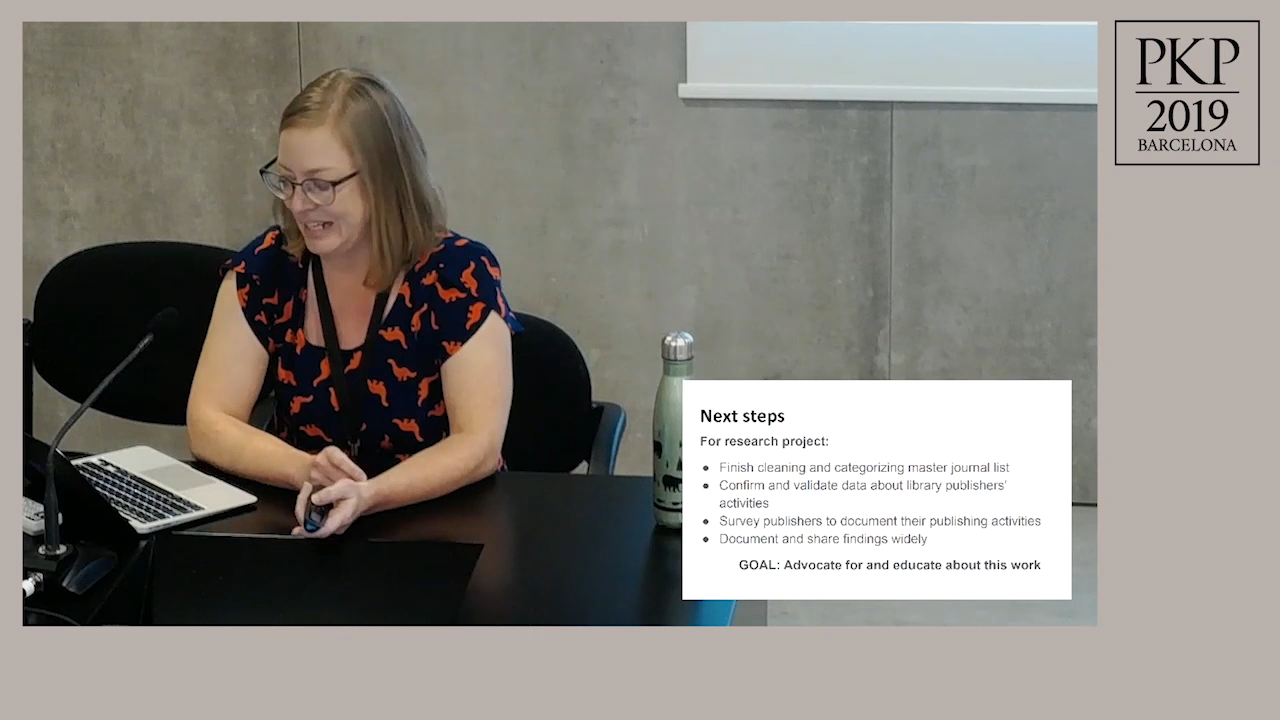 PKP
2019
BARCELONA
Next steps
For research project:
● Finish cleaning and categorizing master journal list
● Confirm and validate data about library publishers'
activities
● Survey publishers to document their publishing activities
● Document and share findings widely
GOAL: Advocate for and educate about this work